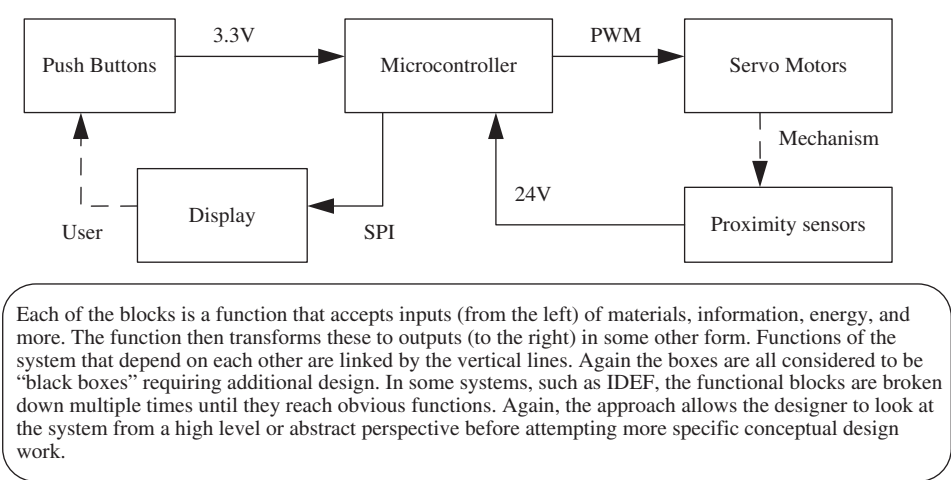 3.3V
PWM
Push Buttons
Microcontroller
Servo Motors
Mechanism
24V
Display
Proximity sensors
User
SPI
Each of the blocks is a function that accepts inputs (from the left) of materials, information, energy, and
more. The function then transforms these to outputs (to the right) in some other form. Functions of the
system that depend on each other are linked by the vertical lines. Again the boxes are all considered to be
“black boxes” requiring additional design. In some systems, such as IDEF, the functional blocks are broken
down multiple times until they reach obvious functions. Again, the approach allows the designer to look at
the system from a high level or abstract perspective before attempting more specific conceptual design
work.